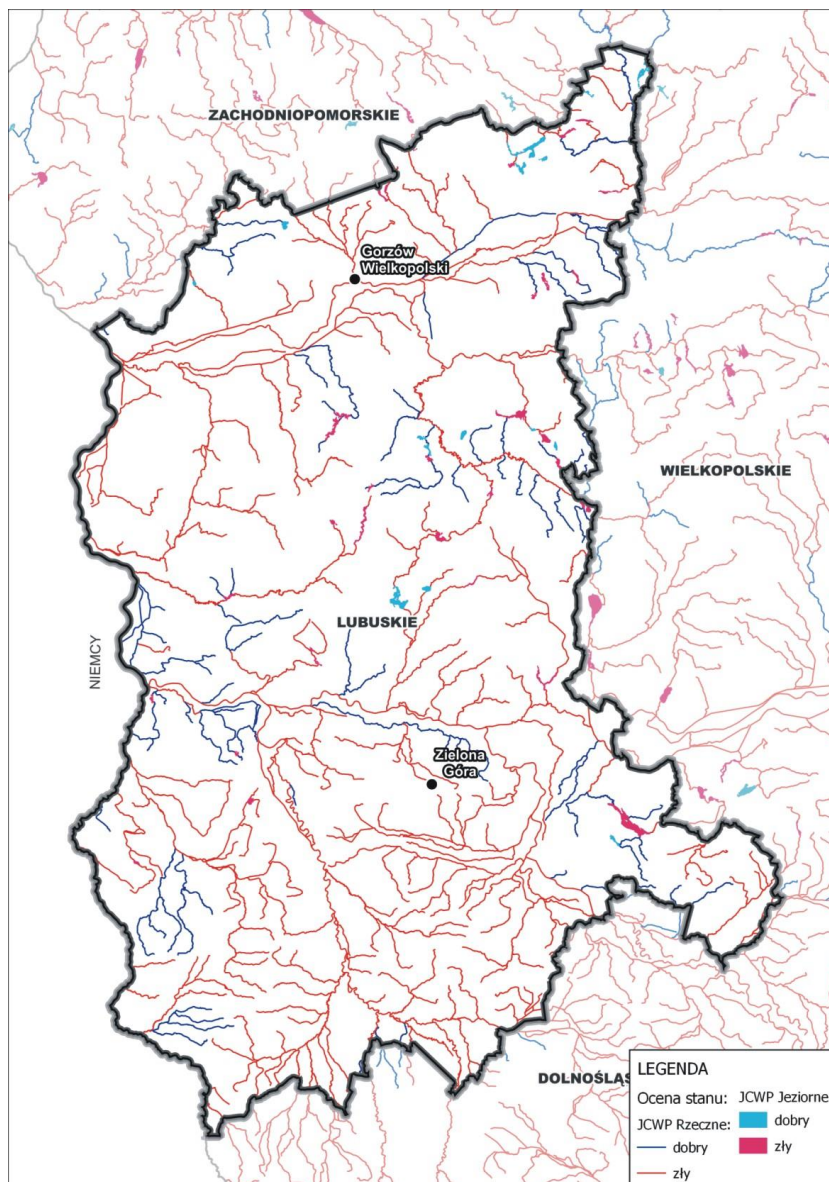 ZACHODNIOPOMORSKIE
Gorzów
Wielkopolski
WIELKOPOLSKIE
LUBUSKIE
NIEMCY
Zielona
Góra
DOLNOŚLĄS
LEGENDA
Ocena stanu: JCWP Jeziorne
JCWP Rzeczne: dobry
dobry zły
zły